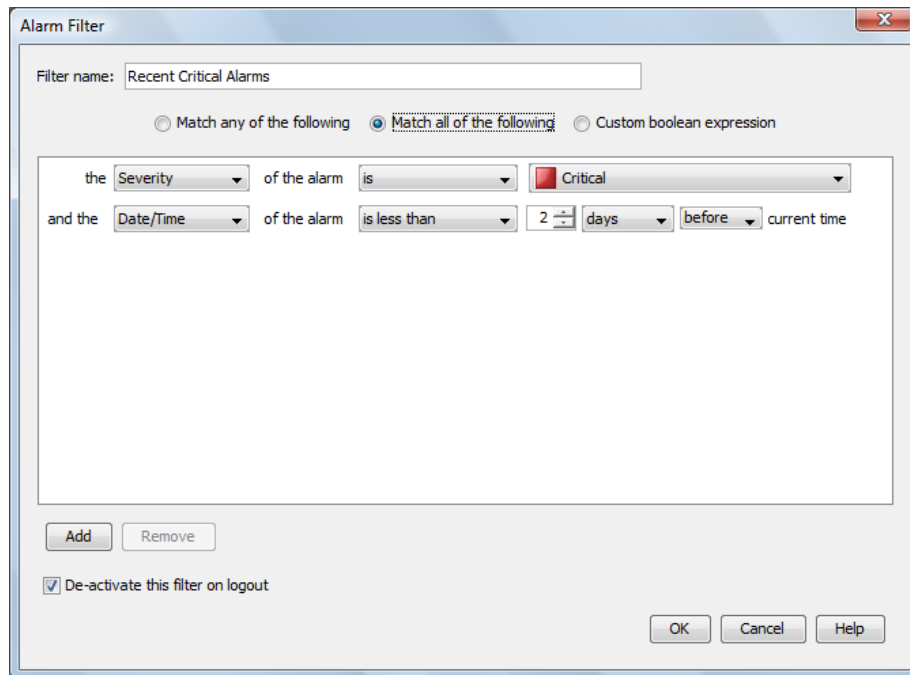 Alarm Filter
Filter name: Recent Critical Alarms
Match any of the following Match all of the following Custom boolean expression
the Severity of the alarm is Critical
and the Date/Time of the alarm is less than 2 days before current time
Add Remove
De-activate this filter on logout
OK Cancel Help